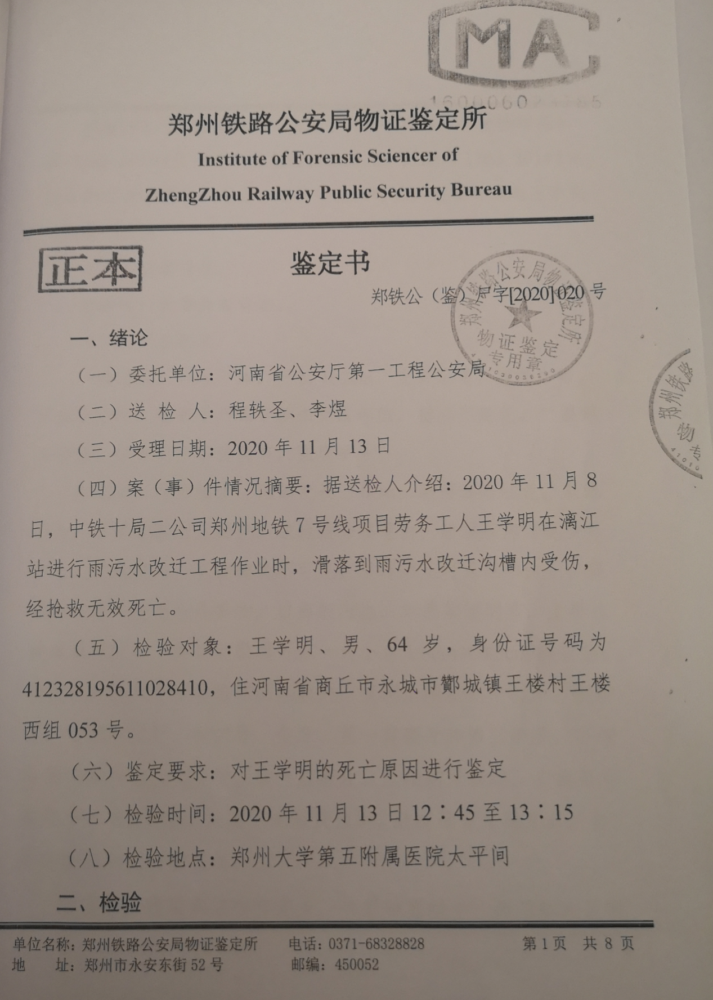 MA
郑州铁路公安局物证鉴定所
Institute of Forensic Sciencer of
ZhengZhou Railway Public Security Bureau
正本
鉴定书
郑铁公（鉴）尸字[2020]020 号
郑州铁路公安局物证鉴定所
物证鉴定
专用章
一、绪论
（一）委托单位：河南省公安厅第一工程公安局
（二）送 检 人：程轶圣、李煜
（三）受理日期：2020 年 11 月 13 日
（四）案（事）件情况摘要：据送检人介绍：2020 年 11 月 8
日，中铁十局二公司郑州地铁 7 号线项目劳务工人王学明在漓江
站进行雨污水改迁工程作业时，滑落到雨污水改迁沟槽内受伤，
经抢救无效死亡。
（五）检验对象：王学明、男、64 岁，身份证号码为
412328195611028410，住河南省商丘市永城市酇城镇王楼村王楼
西组 053 号。
（六）鉴定要求：对王学明的死亡原因进行鉴定
（七）检验时间：2020 年 11 月 13 日 12：45 至 13：15
（八）检验地点：郑州大学第五附属医院太平间
二、检验
郑州铁路
物
专
41010
单位名称：郑州铁路公安局物证鉴定所 电话：0371-68328828 第 1 页 共 8 页
地 址：郑州市永安东街 52 号 邮编：450052